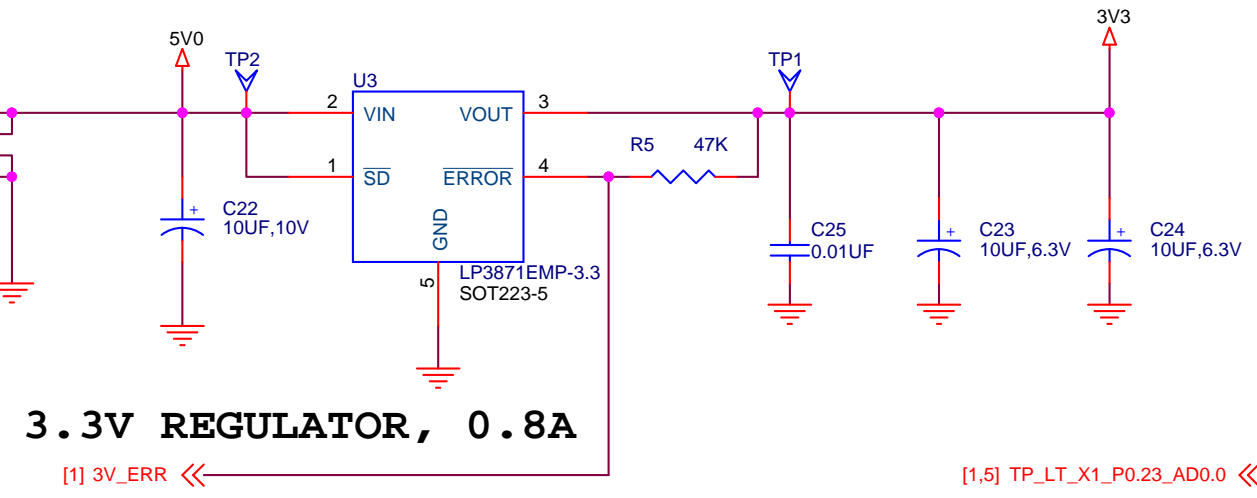 5V0
3V3
TP2
TP1
U3
2
VIN
VOUT
3
R5
47K
1
SD
ERROR
4
GND
5
C22
10UF,10V
LP3871EMP-3.3
SOT223-5
C25
0.01UF
C23
10UF,6.3V
C24
10UF,6.3V
+
+
+
3.3V REGULATOR, 0.8A
[1] 3V_ERR
[1,5] TP_LT_X1_P0.23_AD0.0